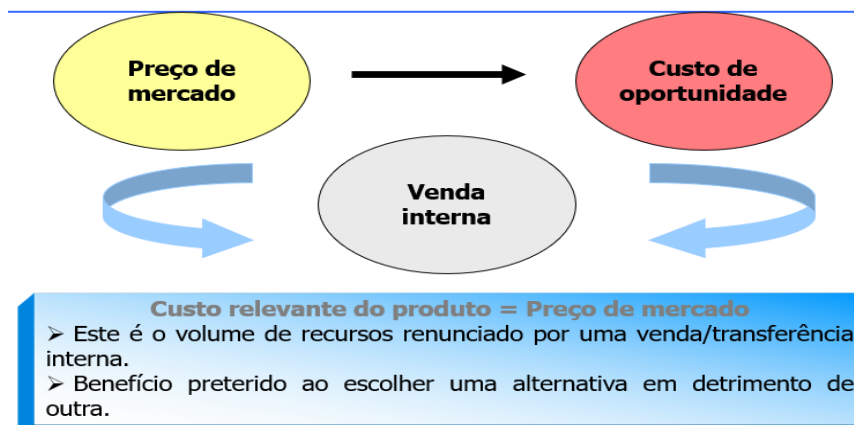 Preço de
mercado
Custo de
oportunidade
Venda
interna
Custo relevante do produto = Preço de mercado
➢ Este é o volume de recursos renunciado por uma venda/transferência
interna.
➢ Benefício preterido ao escolher uma alternativa em detrimento de
outra.